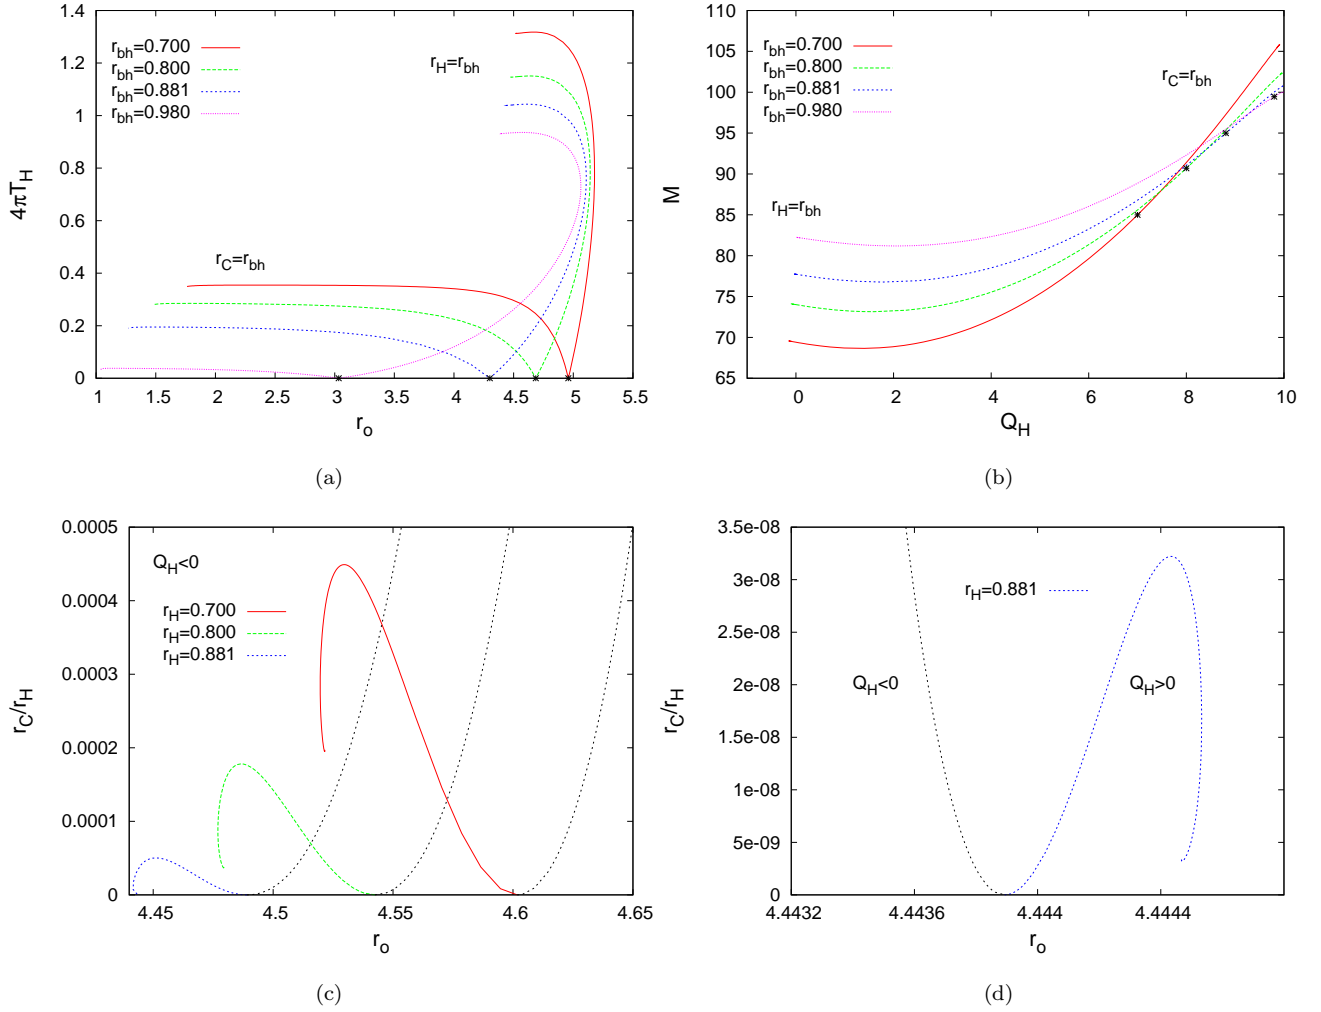 1.4
1.2
1
0.8
0.6
0.4
0.2
0
4πT_H
r_bh=0.700
r_bh=0.800
r_bh=0.881
r_bh=0.980
r_H=r_bh
r_C=r_bh
1 1.5 2 2.5 3 3.5 4 4.5 5 5.5
r_o
(a)
110
105
100
95
90
85
80
75
70
65
M
r_bh=0.700
r_bh=0.800
r_bh=0.881
r_bh=0.980
r_C=r_bh
r_H=r_bh
0 2 4 6 8 10
Q_H
(b)
0.0005
0.0004
0.0003
0.0002
0.0001
0
r_C/r_H
Q_H<0
r_H=0.700
r_H=0.800
r_H=0.881
4.45 4.5 4.55 4.6 4.65
r_o
(c)
3.5e-08
3e-08
2.5e-08
2e-08
1.5e-08
1e-08
5e-09
0
r_C/r_H
r_H=0.881
Q_H<0
Q_H>0
4.4432 4.4436 4.444 4.4444
r_o
(d)